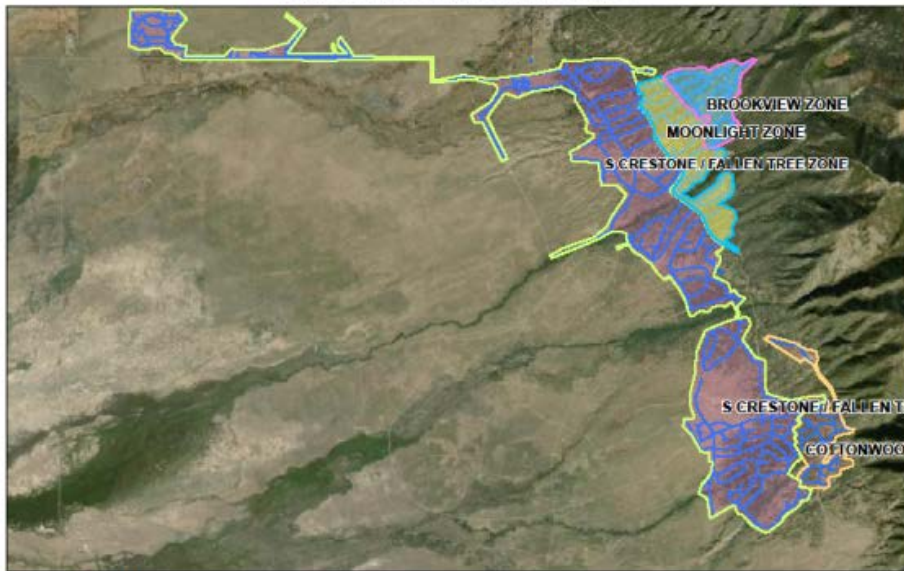 BROOKVIEW ZONE
MOONLIGHT ZONE
S CRESTONE / FALLEN TREE ZONE
S CRESTONE / FALLEN T
COTTONWOO